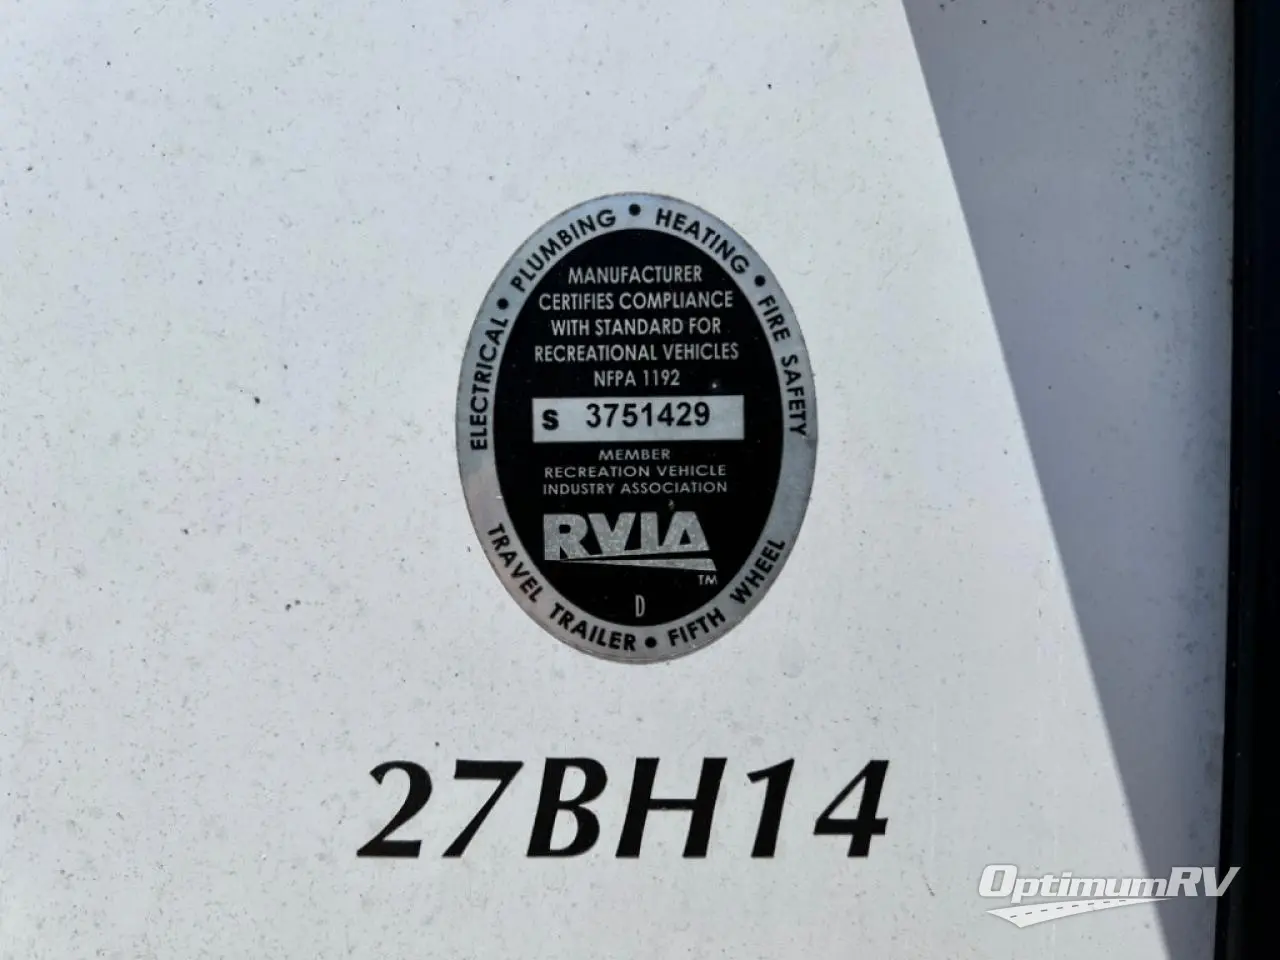 ELECTRICAL • PLUMBING • HEATING • FIRE SAFETY
MANUFACTURER
CERTIFIES COMPLIANCE
WITH STANDARD FOR
RECREATIONAL VEHICLES
NFPA 1192
S 3751429
MEMBER
RECREATION VEHICLE
INDUSTRY ASSOCIATION
RVIA
TM
D
TRAVEL TRAILER • FIFTH WHEEL
27BH14
OptimumRV